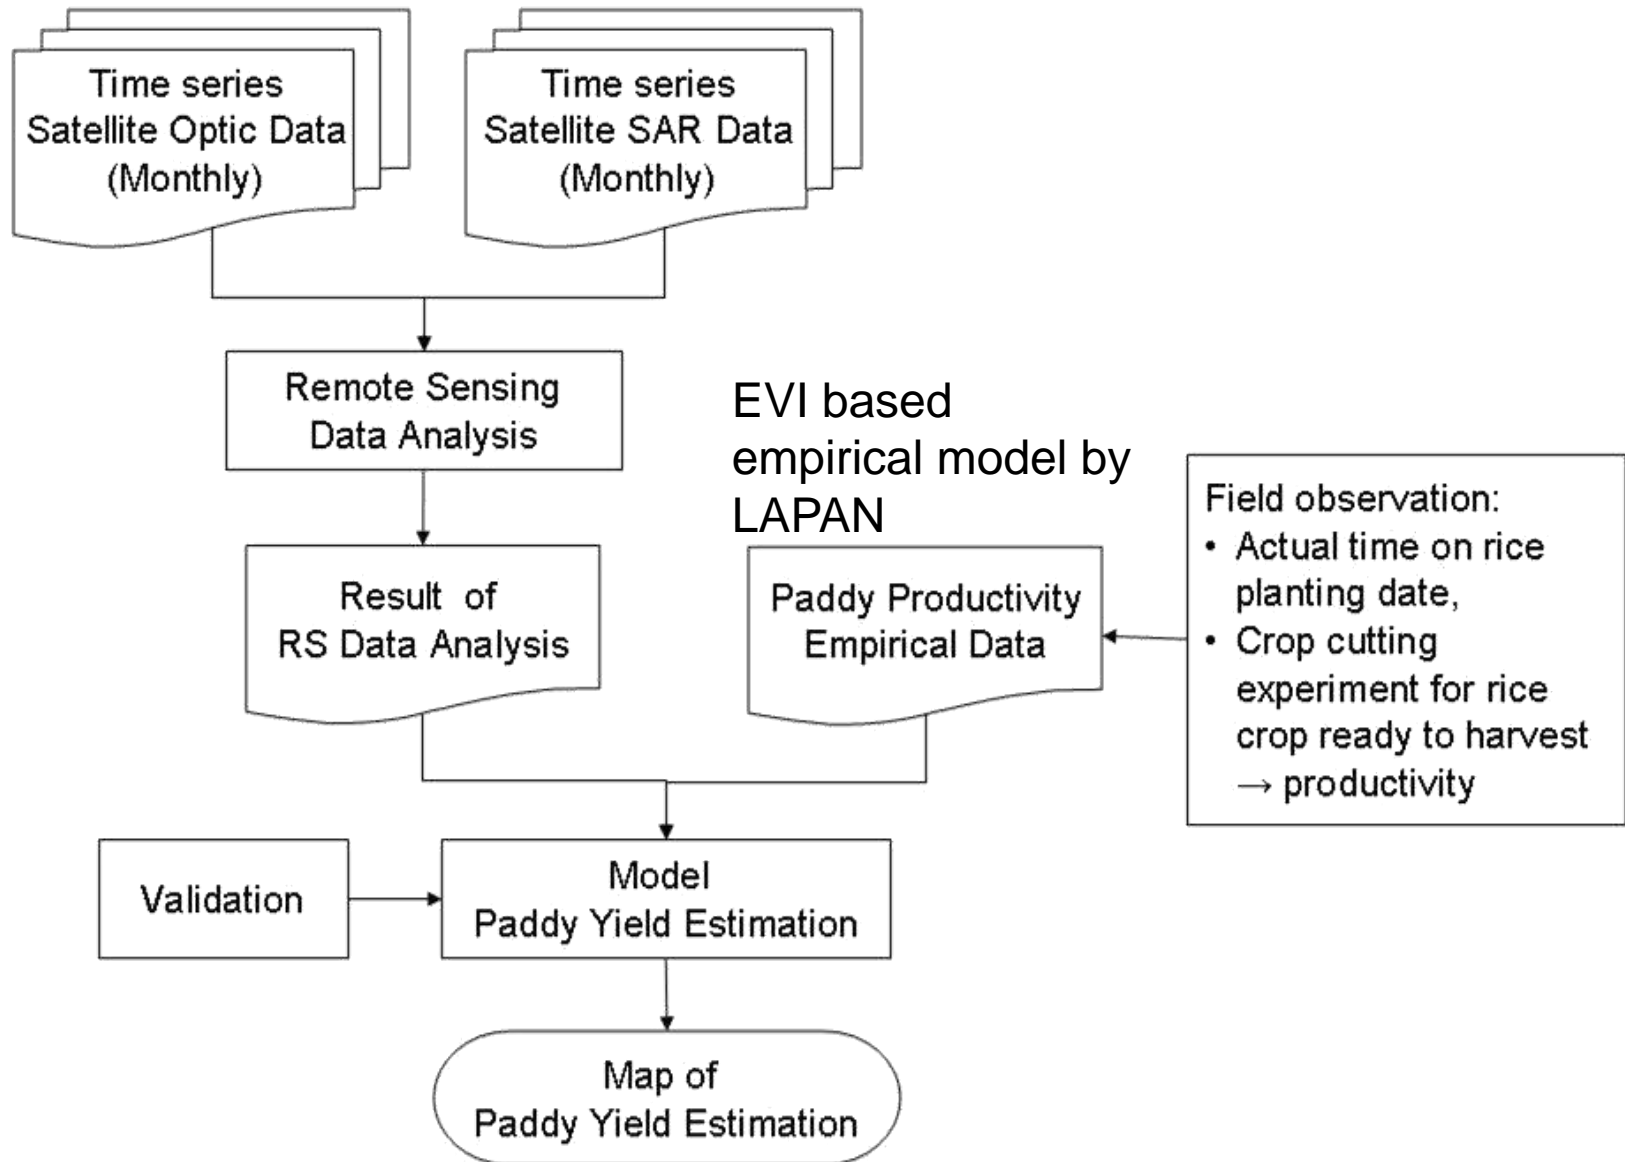 Time series
Satellite Optic Data
(Monthly)
Time series
Satellite SAR Data
(Monthly)
Remote Sensing
Data Analysis
EVI based
empirical model by
LAPAN
Result of
RS Data Analysis
Paddy Productivity
Empirical Data
Field observation:
• Actual time on rice
planting date,
• Crop cutting
experiment for rice
crop ready to harvest
→ productivity
Validation
Model
Paddy Yield Estimation
Map of
Paddy Yield Estimation